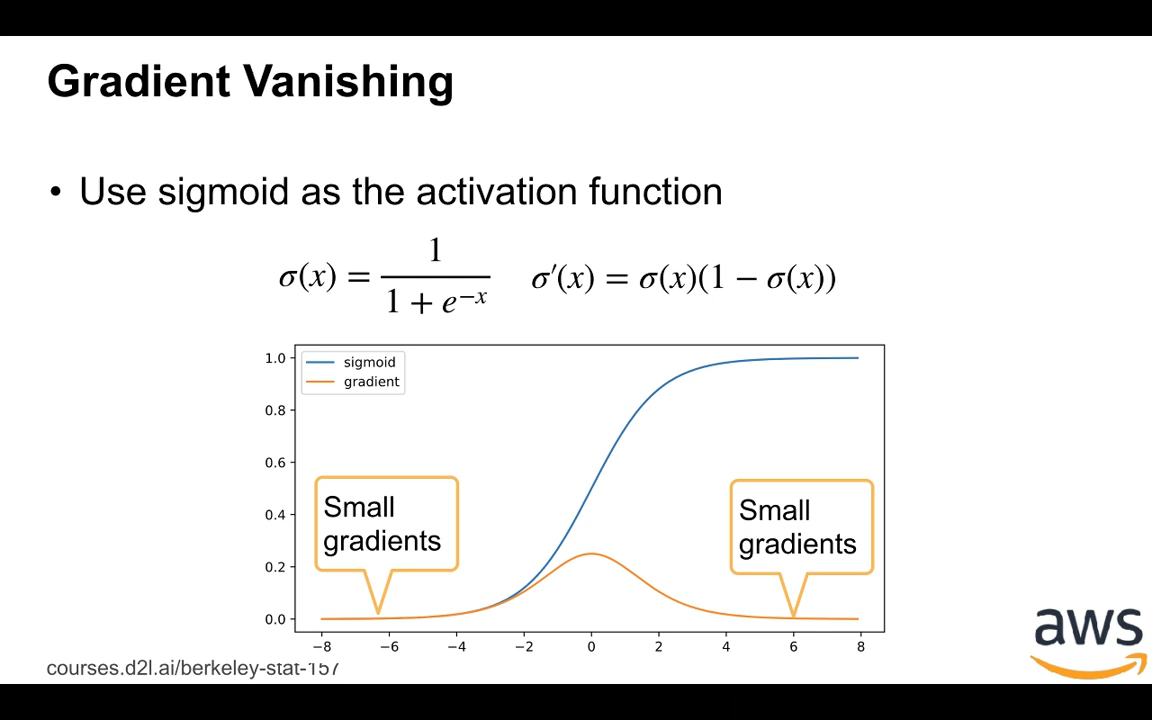 Gradient Vanishing
• Use sigmoid as the activation function
σ(x) = 1 / (1 + e^−x) σ′(x) = σ(x)(1 − σ(x))
sigmoid
gradient
1.0
0.8
0.6
0.4
0.2
0.0
Small
gradients
Small
gradients
−8 −6 −4 −2 0 2 4 6 8
courses.d2l.ai/berkeley-stat-157
aws